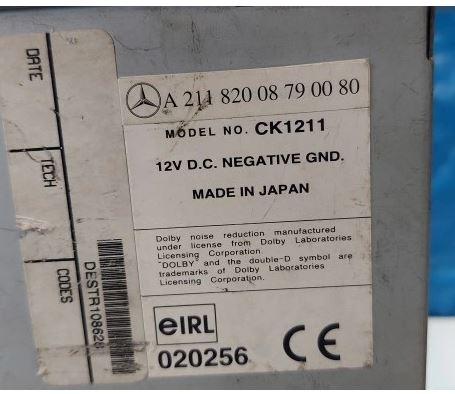 A 211 820 08 79 00 80
MODEL NO. CK1211
12V D.C. NEGATIVE GND.
MADE IN JAPAN
Dolby noise reduction manufactured
under license from Dolby Laboratories
Licensing Corporation.
"DOLBY" and the double-D symbol are
trademarks of Dolby Laboratories
Licensing Corporation.
eIRL
020256 CE
DATE
TECH
CODES
DESTR108628